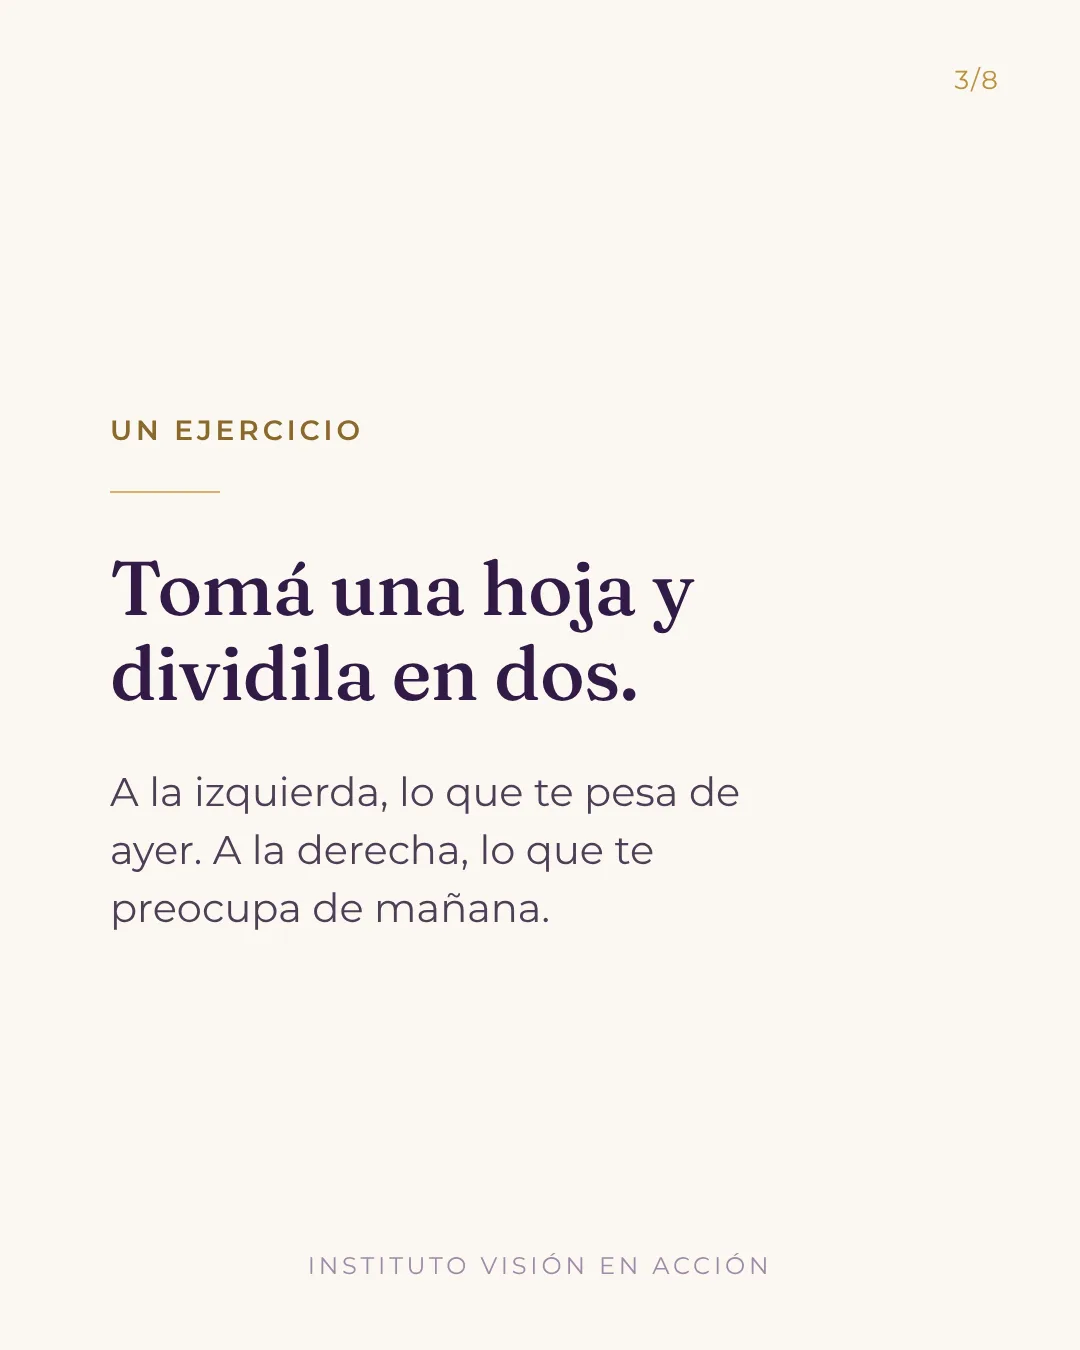 3/8
UN EJERCICIO
Tomá una hoja y
dividila en dos.
A la izquierda, lo que te pesa de
ayer. A la derecha, lo que te
preocupa de mañana.
INSTITUTO VISIÓN EN ACCIÓN